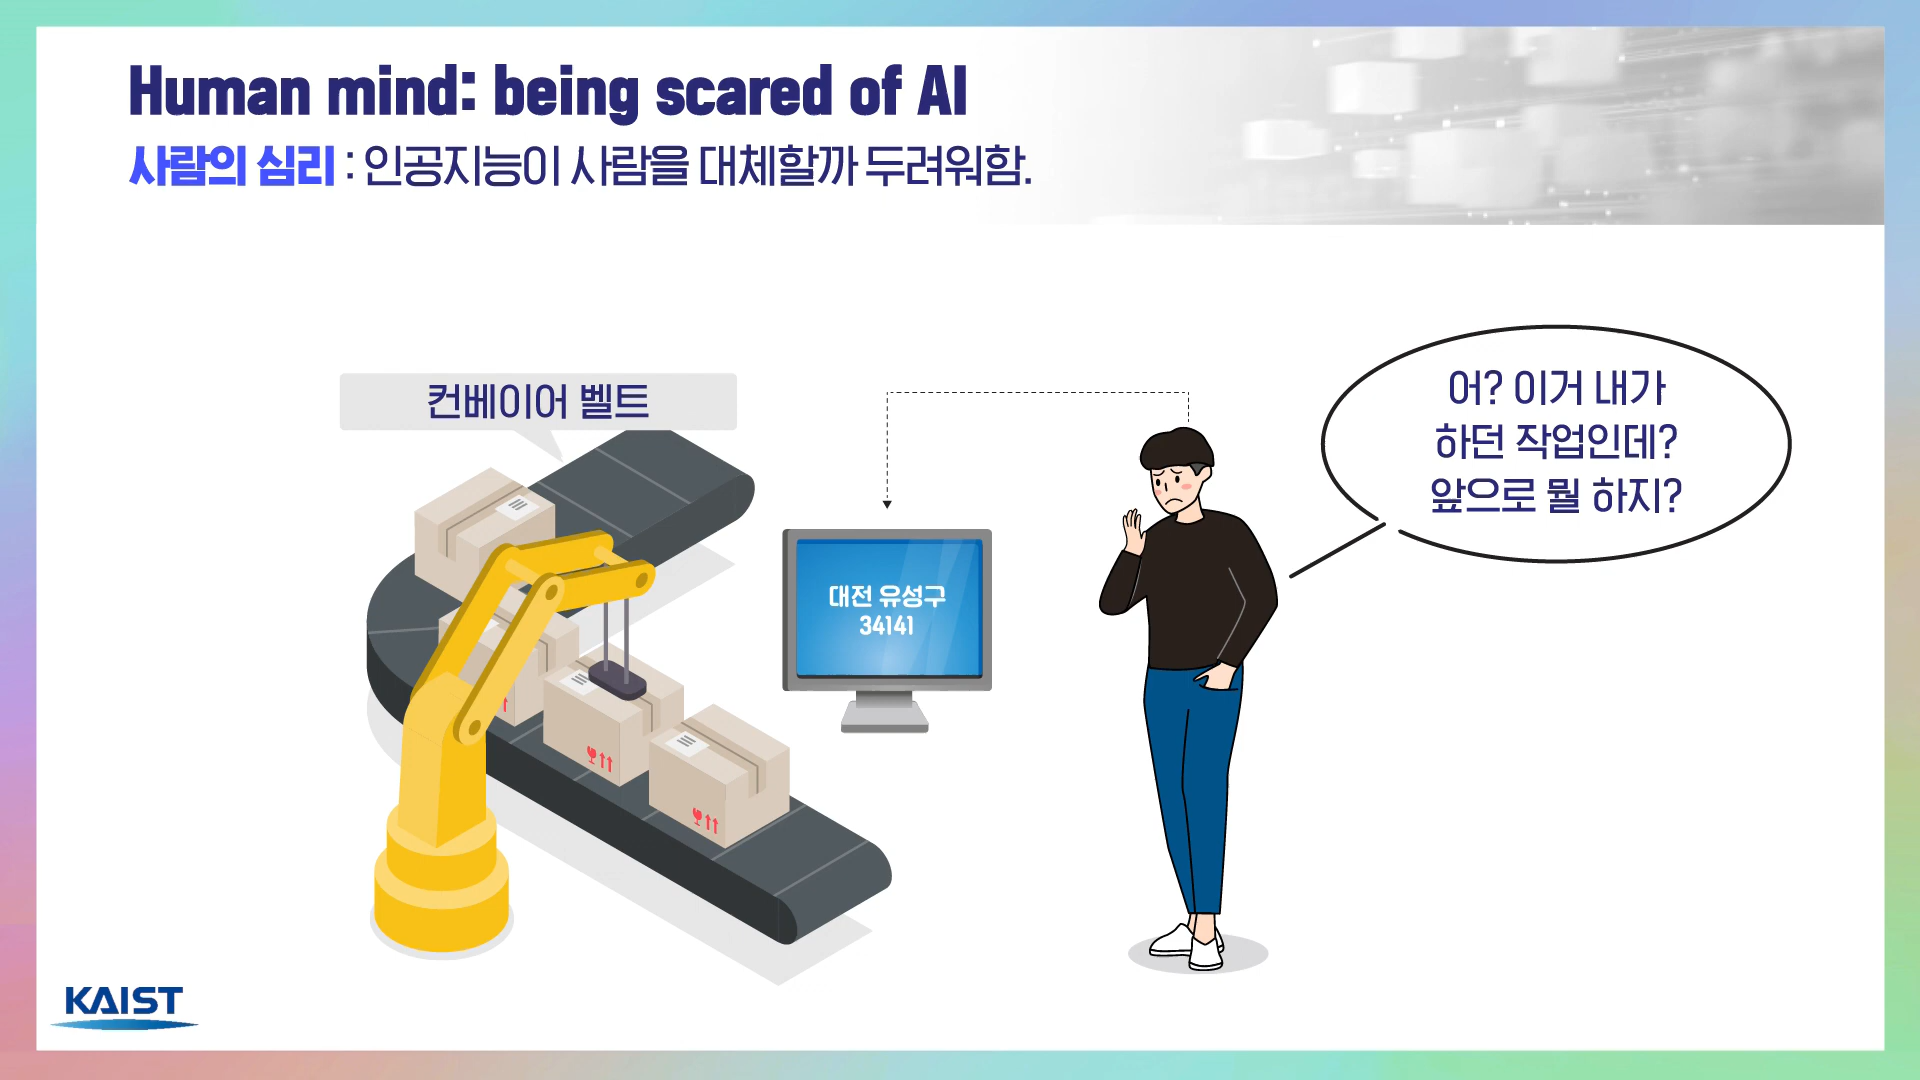 Human mind: being scared of AI
사람의 심리 : 인공지능이 사람을 대체할까 두려워함.
컨베이어 벨트
어? 이거 내가
하던 작업인데?
앞으로 뭘 하지?
대전 유성구
34141
KAIST